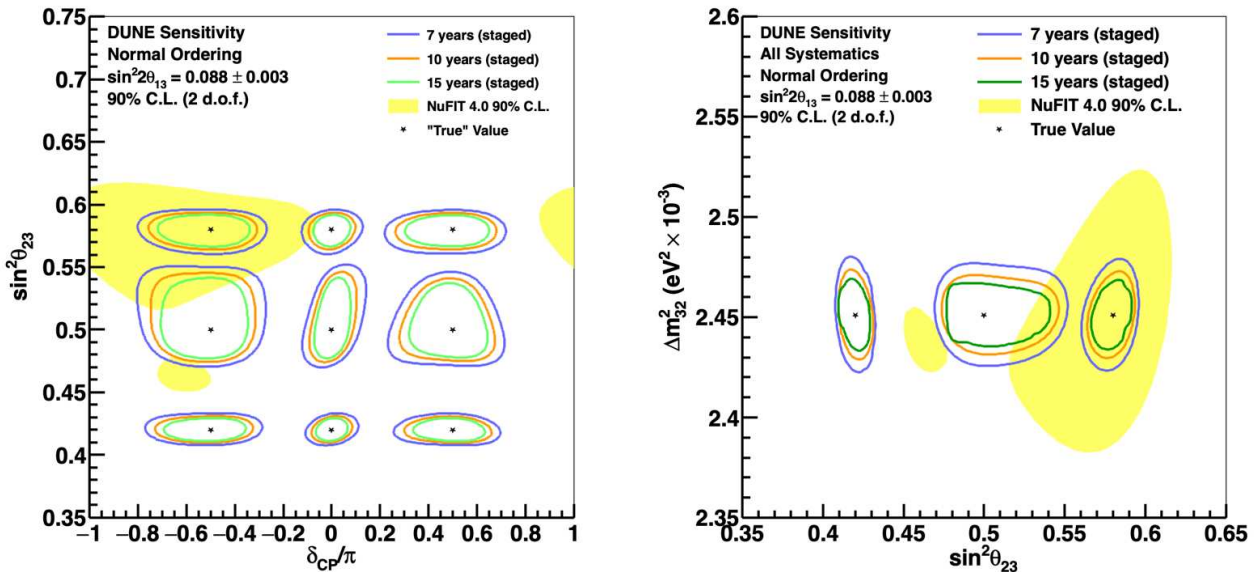 DUNE Sensitivity
Normal Ordering
sin²2θ₁₃ = 0.088 ± 0.003
90% C.L. (2 d.o.f.)
7 years (staged)
10 years (staged)
15 years (staged)
NuFIT 4.0 90% C.L.
"True" Value
sin²θ₂₃
0.75
0.7
0.65
0.6
0.55
0.5
0.45
0.4
0.35
−1 −0.8 −0.6 −0.4 −0.2 0 0.2 0.4 0.6 0.8 1
δCP/π
DUNE Sensitivity
All Systematics
Normal Ordering
sin²2θ₁₃ = 0.088 ± 0.003
90% C.L. (2 d.o.f.)
7 years (staged)
10 years (staged)
15 years (staged)
NuFIT 4.0 90% C.L.
True Value
Δm²₃₂ (eV² × 10⁻³)
2.6
2.55
2.5
2.45
2.4
2.35
0.35 0.4 0.45 0.5 0.55 0.6 0.65
sin²θ₂₃